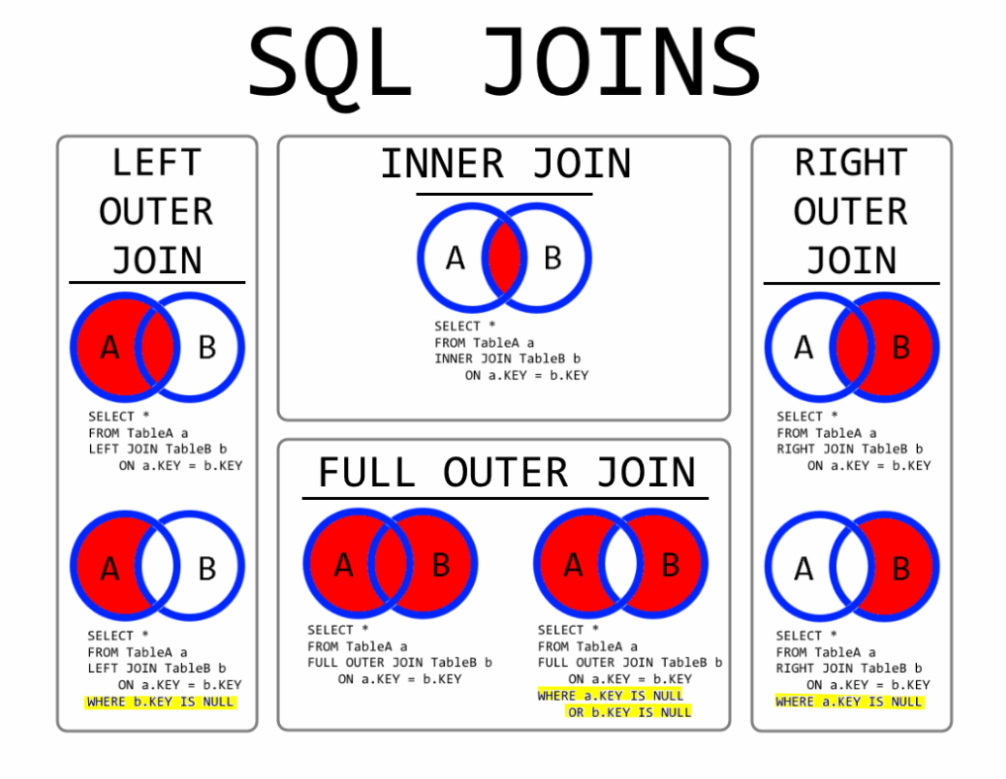 SQL JOINS
LEFT
OUTER
JOIN
A B
SELECT *
FROM TableA a
LEFT JOIN TableB b
ON a.KEY = b.KEY
A B
SELECT *
FROM TableA a
LEFT JOIN TableB b
ON a.KEY = b.KEY
WHERE b.KEY IS NULL
INNER JOIN
A B
SELECT *
FROM TableA a
INNER JOIN TableB b
ON a.KEY = b.KEY
FULL OUTER JOIN
A B
SELECT *
FROM TableA a
FULL OUTER JOIN TableB b
ON a.KEY = b.KEY
A B
SELECT *
FROM TableA a
FULL OUTER JOIN TableB b
ON a.KEY = b.KEY
WHERE a.KEY IS NULL
OR b.KEY IS NULL
RIGHT
OUTER
JOIN
A B
SELECT *
FROM TableA a
RIGHT JOIN TableB b
ON a.KEY = b.KEY
A B
SELECT *
FROM TableA a
RIGHT JOIN TableB b
ON a.KEY = b.KEY
WHERE a.KEY IS NULL